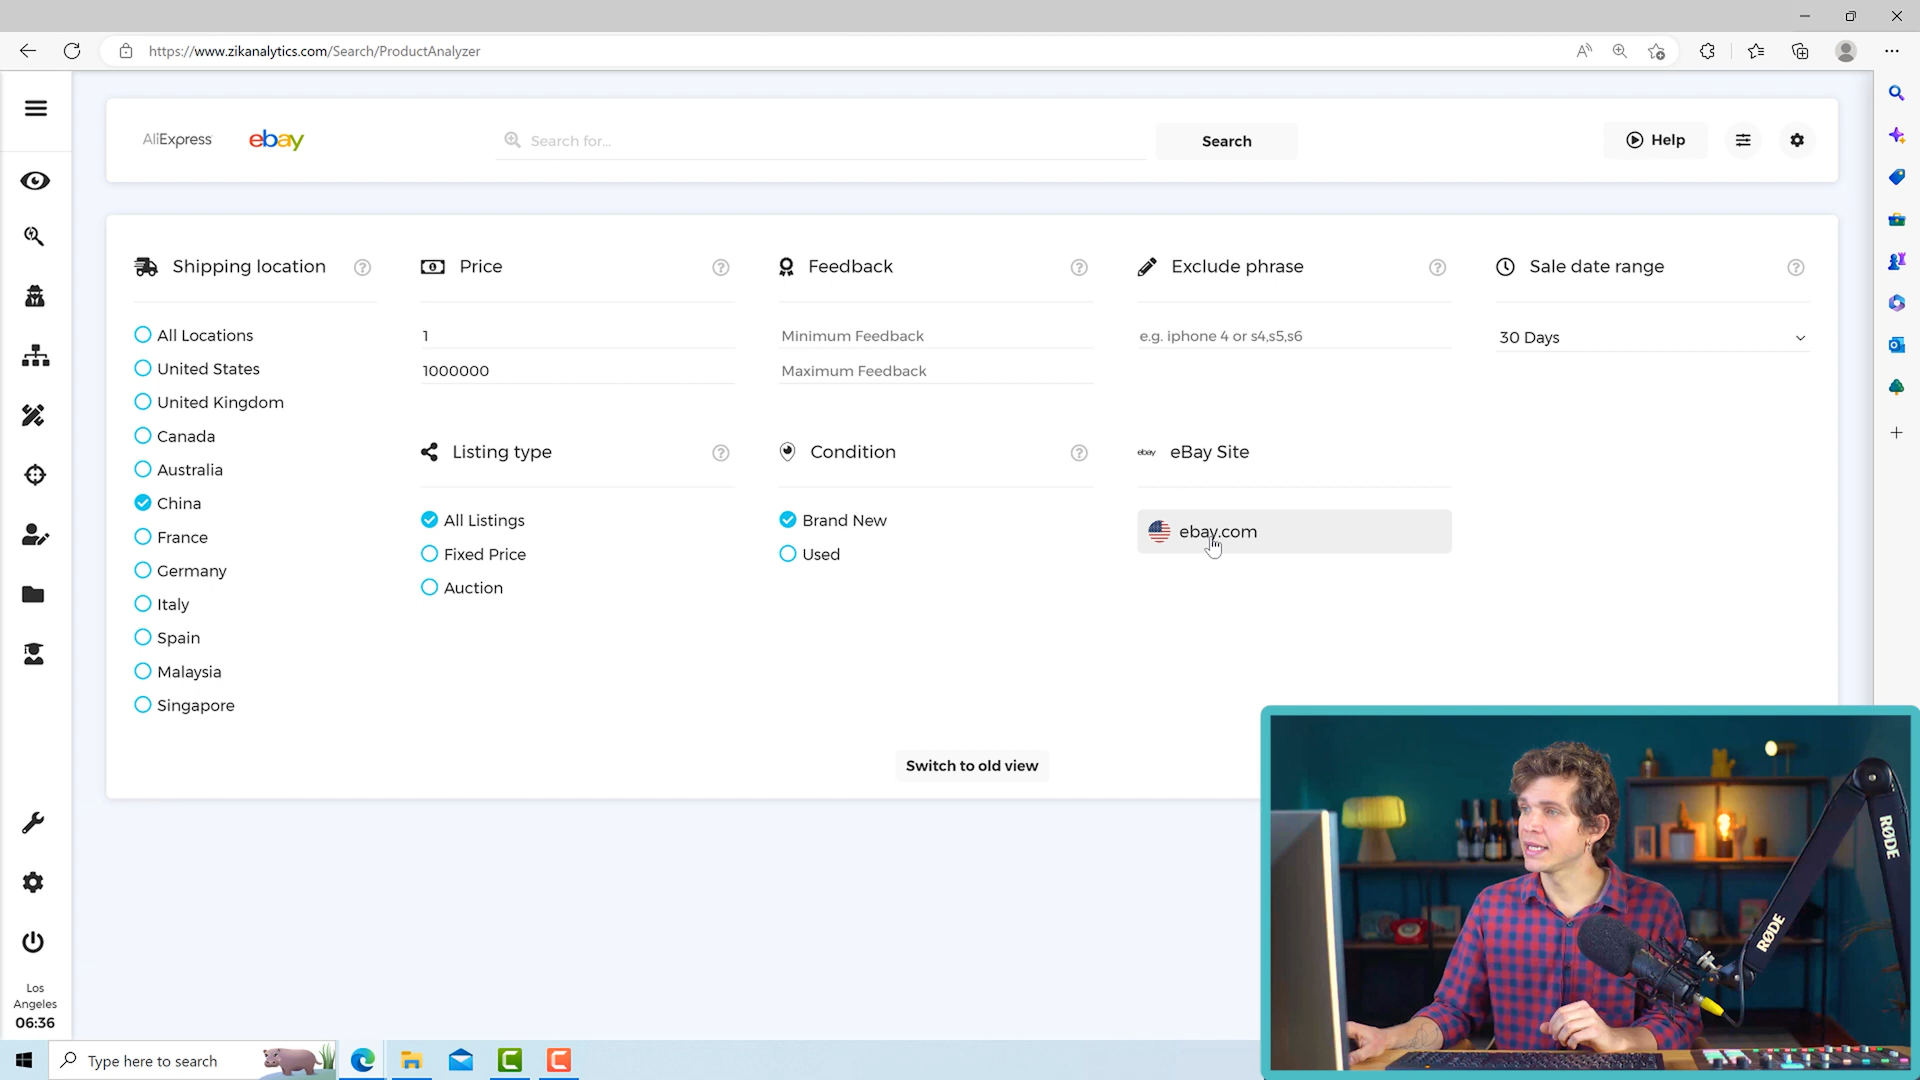 https://www.zikanalytics.com/Search/ProductAnalyzer
AliExpress
ebay
Search for...
Search
Help
Shipping location
Price
Feedback
Exclude phrase
Sale date range
All Locations
United States
United Kingdom
Canada
Australia
China
France
Germany
Italy
Spain
Malaysia
Singapore
1
1000000
Minimum Feedback
Maximum Feedback
e.g. iphone 4 or s4,s5,s6
30 Days
Listing type
Condition
ebay
eBay Site
All Listings
Fixed Price
Auction
Brand New
Used
ebay.com
Switch to old view
RØDE
RØDE
Los
Angeles
06:36
Type here to search